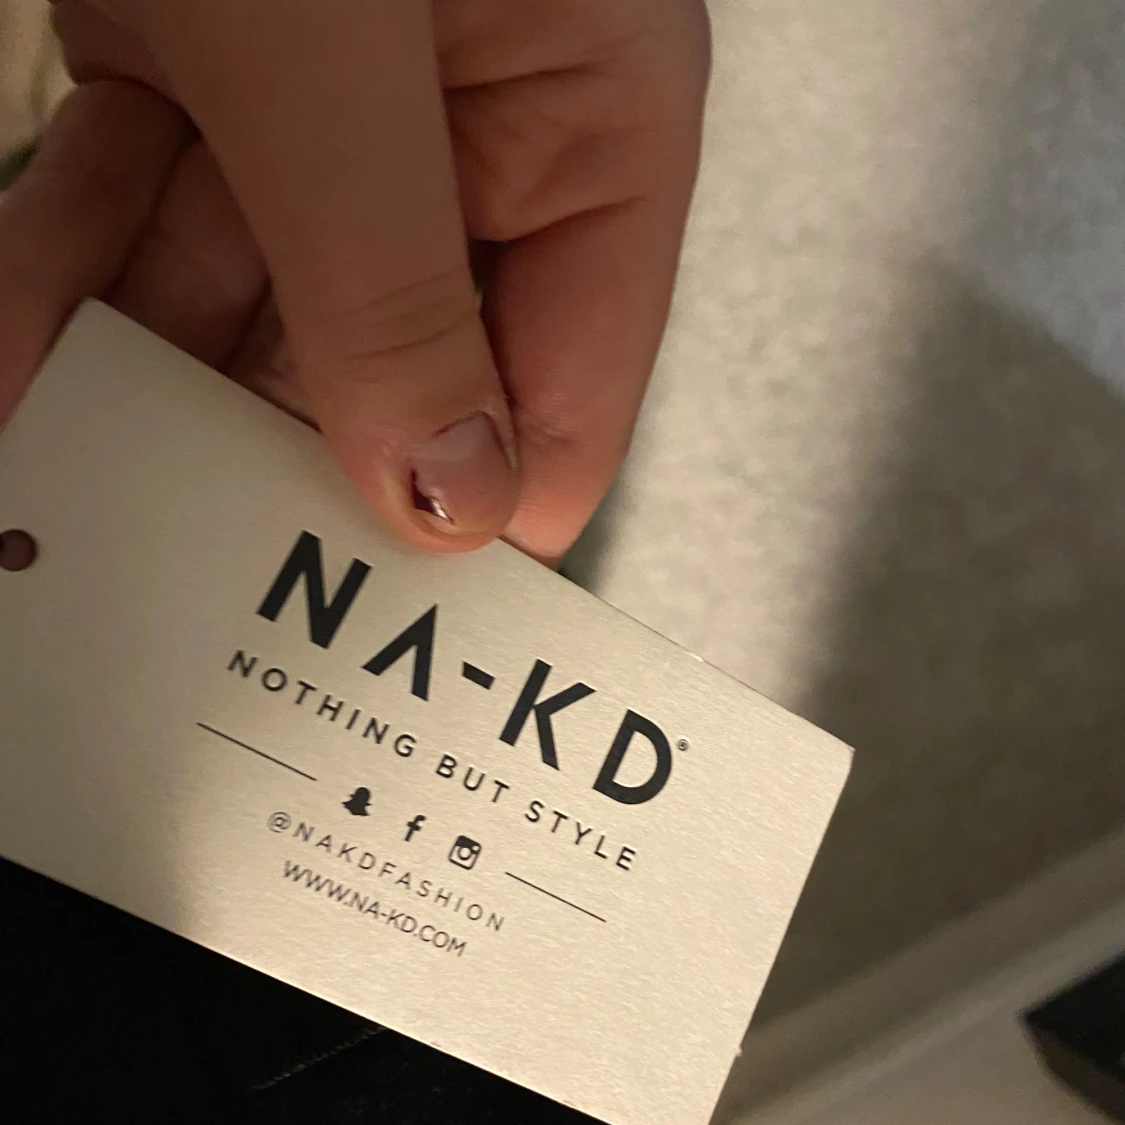 NA-KD®
NOTHING BUT STYLE
@NAKDFASHION
WWW.NA-KD.COM